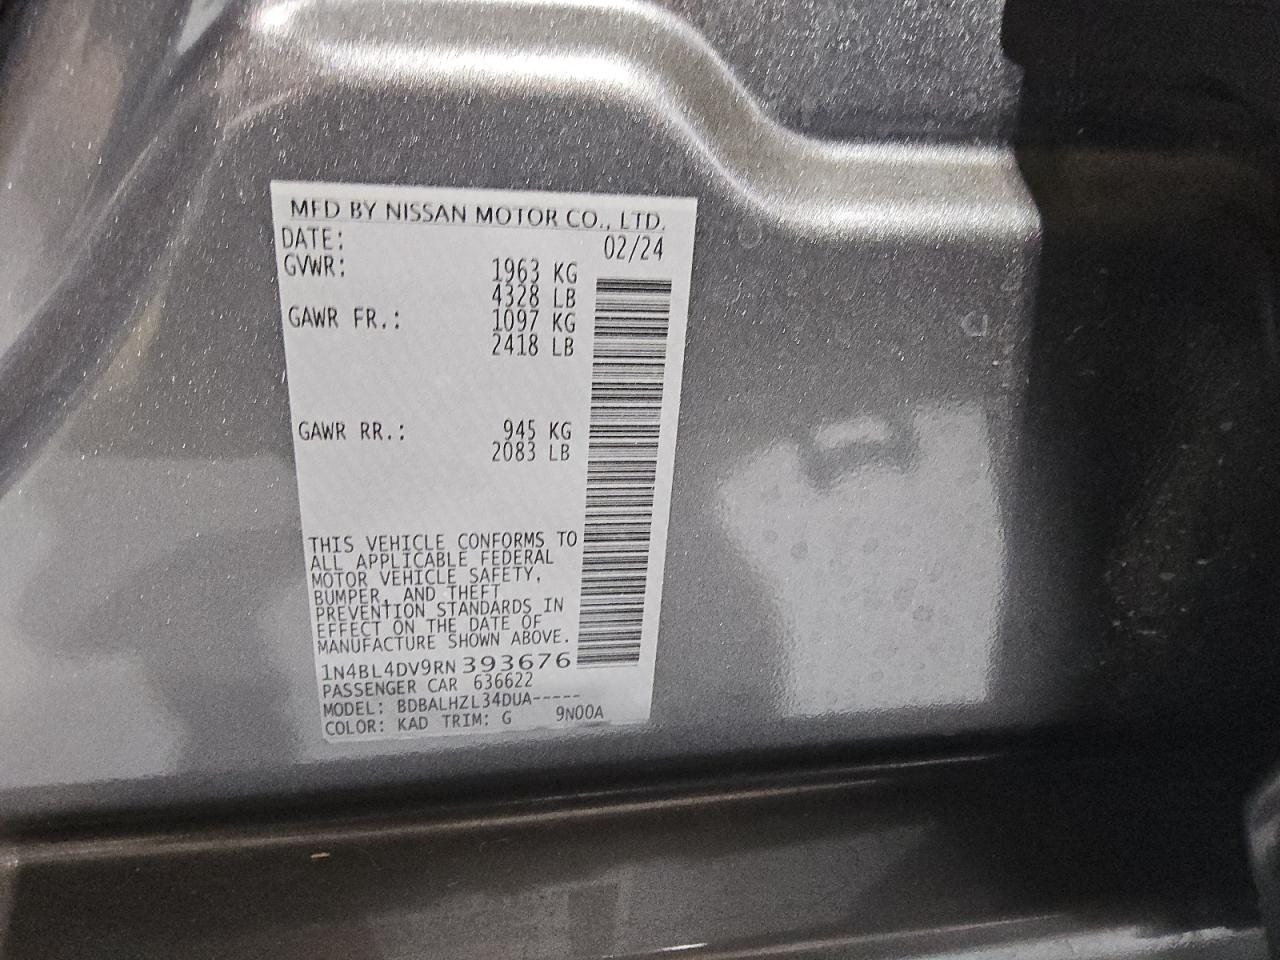 MFD BY NISSAN MOTOR CO., LTD.
DATE: 02/24
GVWR: 1963 KG
4328 LB
GAWR FR.: 1097 KG
2418 LB
GAWR RR.: 945 KG
2083 LB
THIS VEHICLE CONFORMS TO
ALL APPLICABLE FEDERAL
MOTOR VEHICLE SAFETY,
BUMPER, AND THEFT
PREVENTION STANDARDS IN
EFFECT ON THE DATE OF
MANUFACTURE SHOWN ABOVE.
1N4BL4DV9RN 393676
PASSENGER CAR 636622
MODEL: BDBALHZL34DUA-----
COLOR: KAD TRIM: G 9N00A